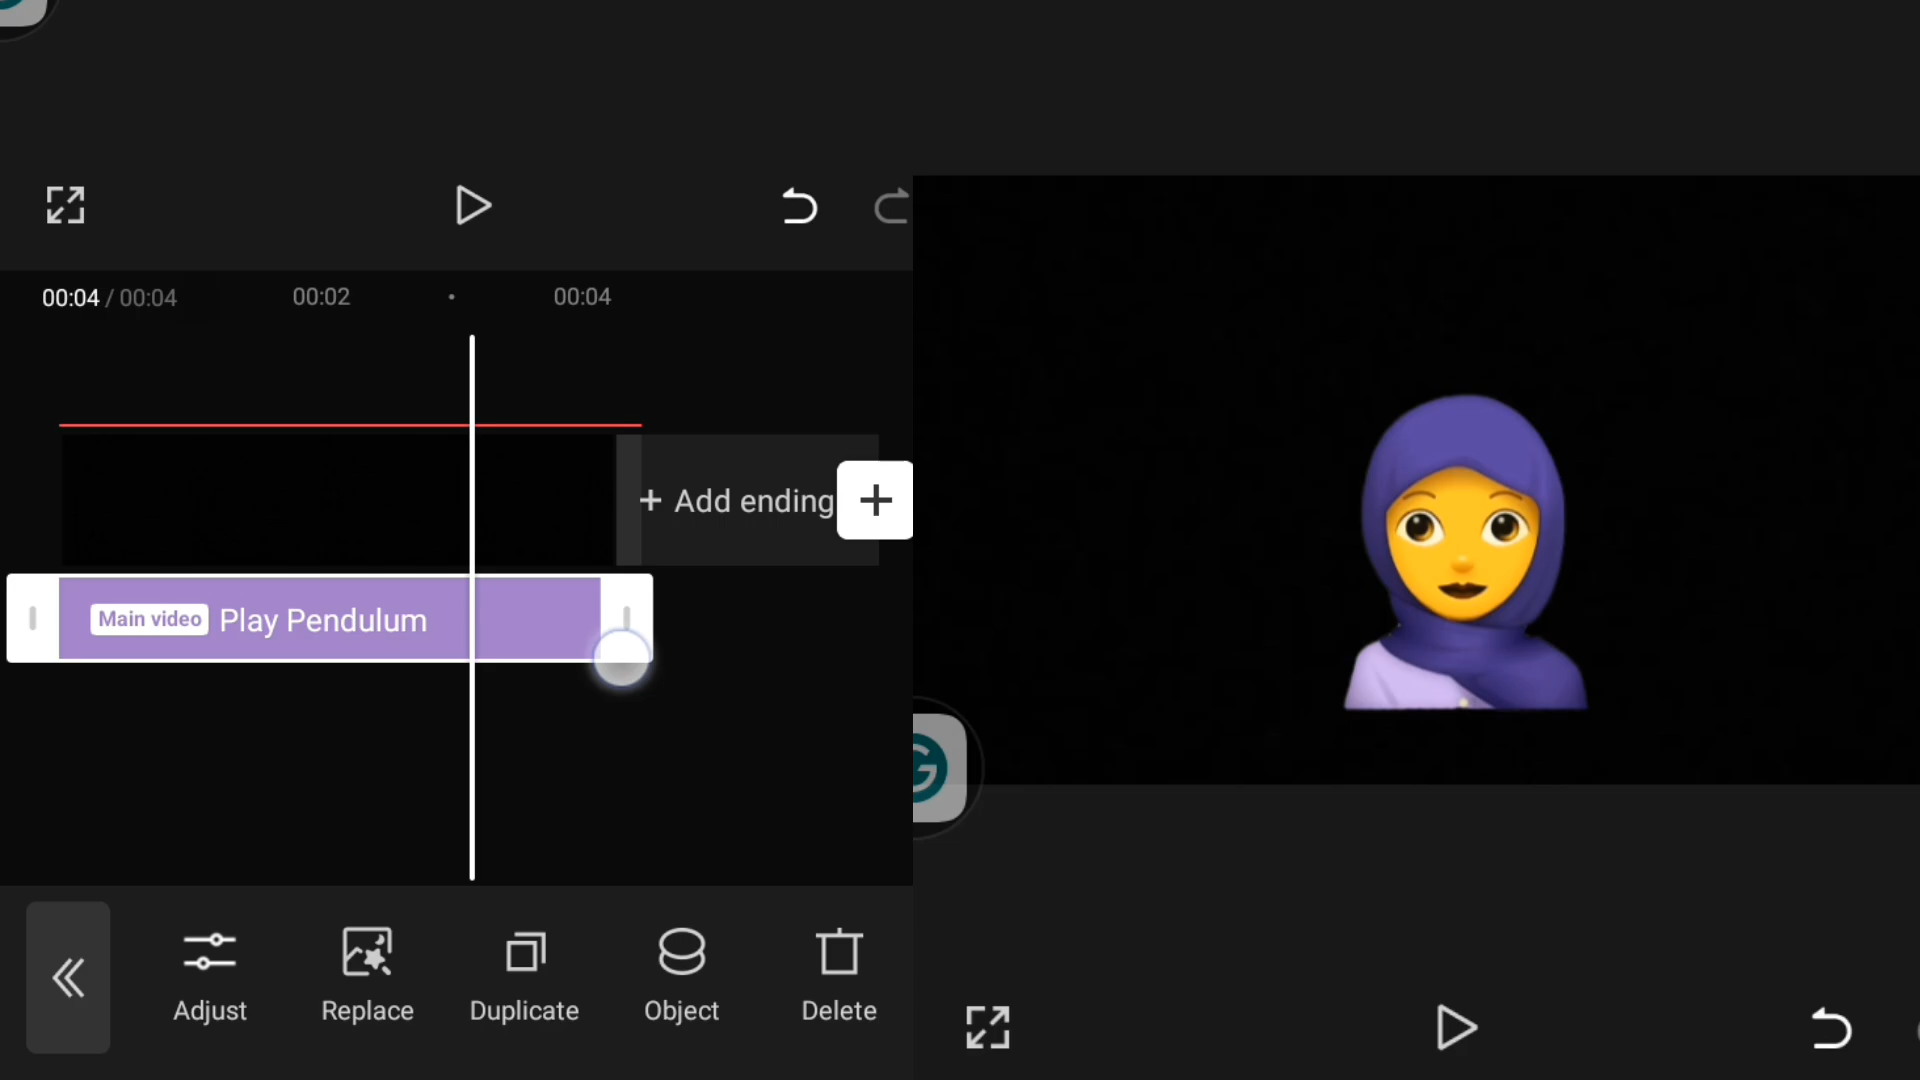 00:04 / 00:04 00:02 00:04
+ Add ending
Main video Play Pendulum
Adjust Replace Duplicate Object Delete